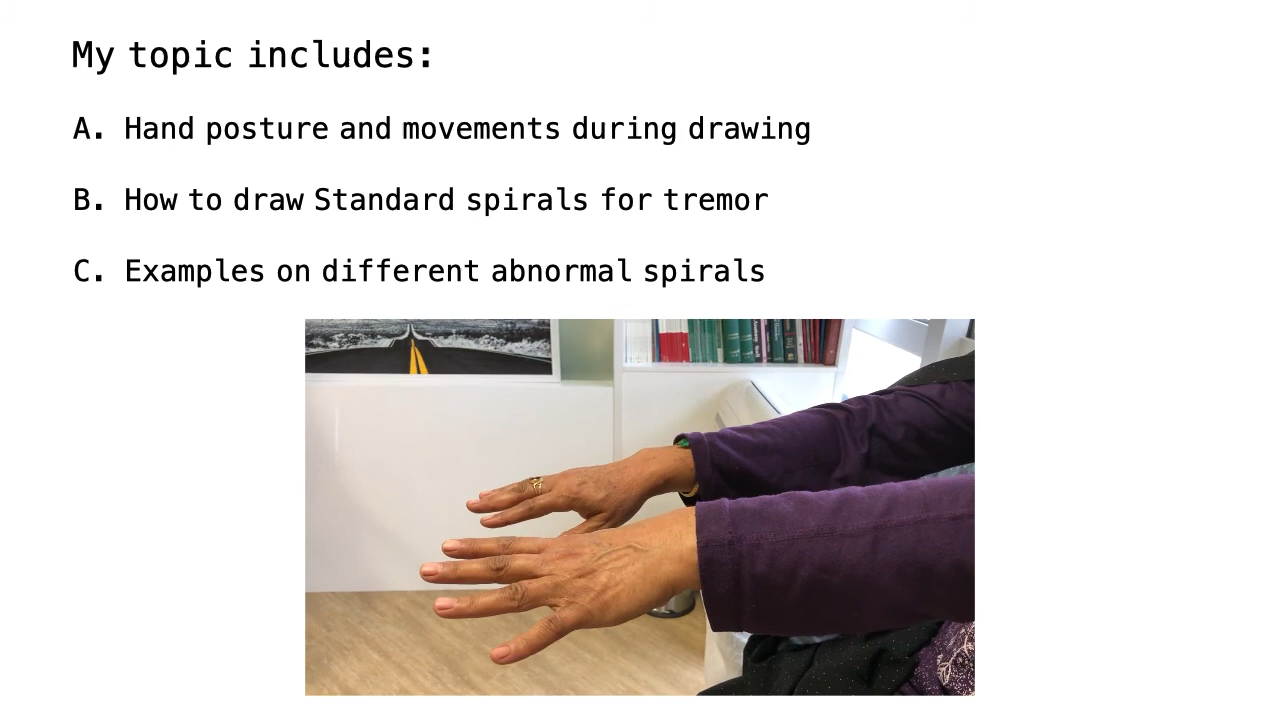 My topic includes:
A. Hand posture and movements during drawing
B. How to draw Standard spirals for tremor
C. Examples on different abnormal spirals